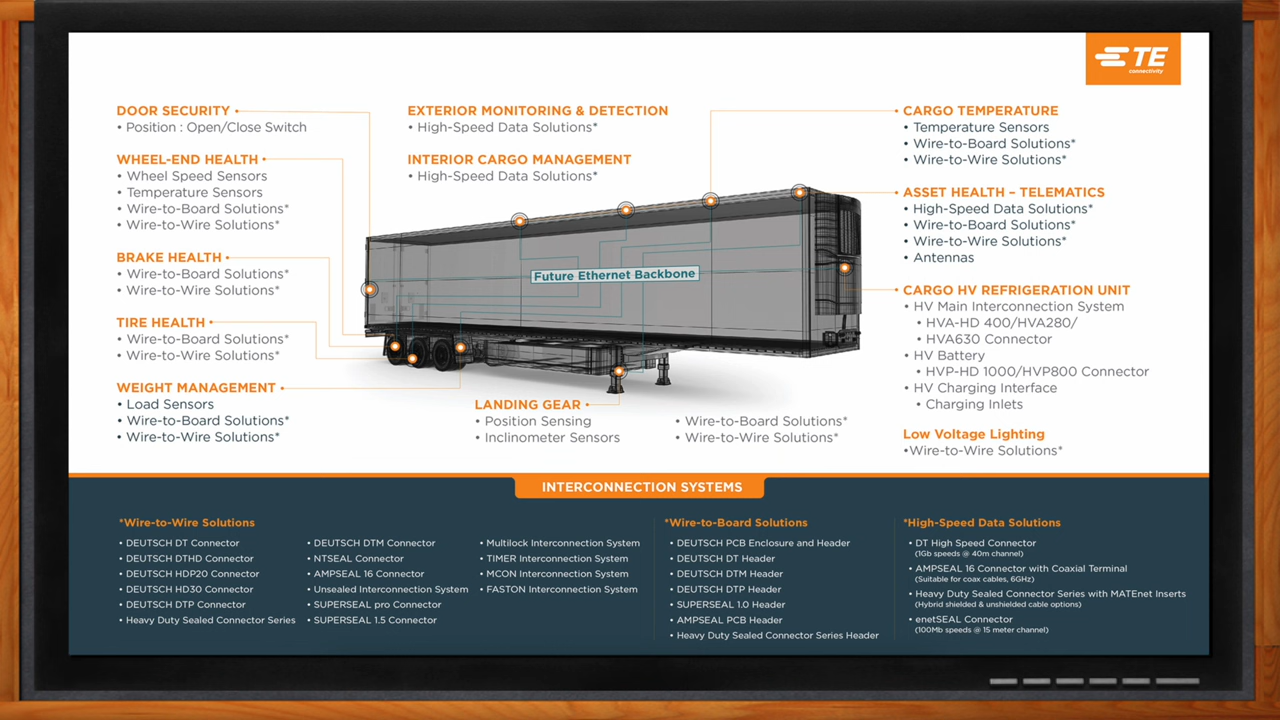 TE
connectivity
DOOR SECURITY •
• Position : Open/Close Switch
WHEEL-END HEALTH •
• Wheel Speed Sensors
• Temperature Sensors
• Wire-to-Board Solutions*
• Wire-to-Wire Solutions*
BRAKE HEALTH •
• Wire-to-Board Solutions*
• Wire-to-Wire Solutions*
TIRE HEALTH •
• Wire-to-Board Solutions*
• Wire-to-Wire Solutions*
WEIGHT MANAGEMENT •
• Load Sensors
• Wire-to-Board Solutions*
• Wire-to-Wire Solutions*
EXTERIOR MONITORING & DETECTION
• High-Speed Data Solutions*
INTERIOR CARGO MANAGEMENT
• High-Speed Data Solutions*
Future Ethernet Backbone
LANDING GEAR •
• Position Sensing
• Inclinometer Sensors
• Wire-to-Board Solutions*
• Wire-to-Wire Solutions*
• CARGO TEMPERATURE
• Temperature Sensors
• Wire-to-Board Solutions*
• Wire-to-Wire Solutions*
• ASSET HEALTH – TELEMATICS
• High-Speed Data Solutions*
• Wire-to-Board Solutions*
• Wire-to-Wire Solutions*
• Antennas
• CARGO HV REFRIGERATION UNIT
• HV Main Interconnection System
• HVA-HD 400/HVA280/
• HVA630 Connector
• HV Battery
• HVP-HD 1000/HVP800 Connector
• HV Charging Interface
• Charging Inlets
Low Voltage Lighting
•Wire-to-Wire Solutions*
INTERCONNECTION SYSTEMS
*Wire-to-Wire Solutions
• DEUTSCH DT Connector
• DEUTSCH DTHD Connector
• DEUTSCH HDP20 Connector
• DEUTSCH HD30 Connector
• DEUTSCH DTP Connector
• Heavy Duty Sealed Connector Series
• DEUTSCH DTM Connector
• NTSEAL Connector
• AMPSEAL 16 Connector
• Unsealed Interconnection System
• SUPERSEAL pro Connector
• SUPERSEAL 1.5 Connector
• Multilock Interconnection System
• TIMER Interconnection System
• MCON Interconnection System
• FASTON Interconnection System
*Wire-to-Board Solutions
• DEUTSCH PCB Enclosure and Header
• DEUTSCH DT Header
• DEUTSCH DTM Header
• DEUTSCH DTP Header
• SUPERSEAL 1.0 Header
• AMPSEAL PCB Header
• Heavy Duty Sealed Connector Series Header
*High-Speed Data Solutions
• DT High Speed Connector
(1Gb speeds @ 40m channel)
• AMPSEAL 16 Connector with Coaxial Terminal
(Suitable for coax cables, 6GHz)
• Heavy Duty Sealed Connector Series with MATEnet Inserts
(Hybrid shielded & unshielded cable options)
• enetSEAL Connector
(100Mb speeds @ 15 meter channel)